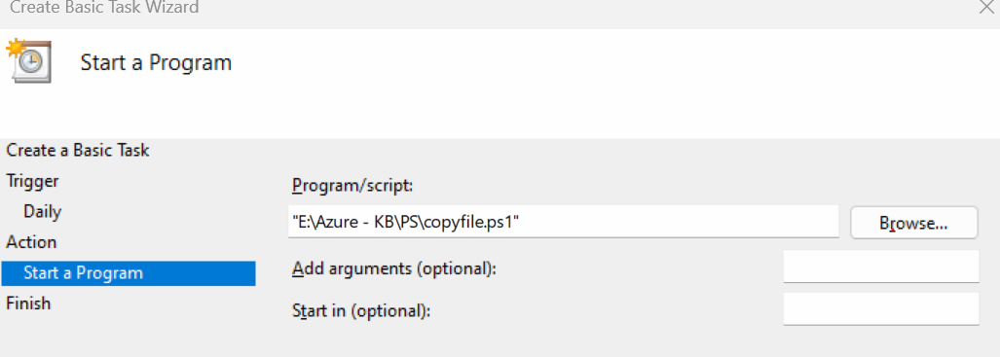 Create Basic Task Wizard
Start a Program
Create a Basic Task
Trigger
Daily
Action
Start a Program
Finish
Program/script:
"E:\Azure - KB\PS\copyfile.ps1"
Browse...
Add arguments (optional):
Start in (optional):